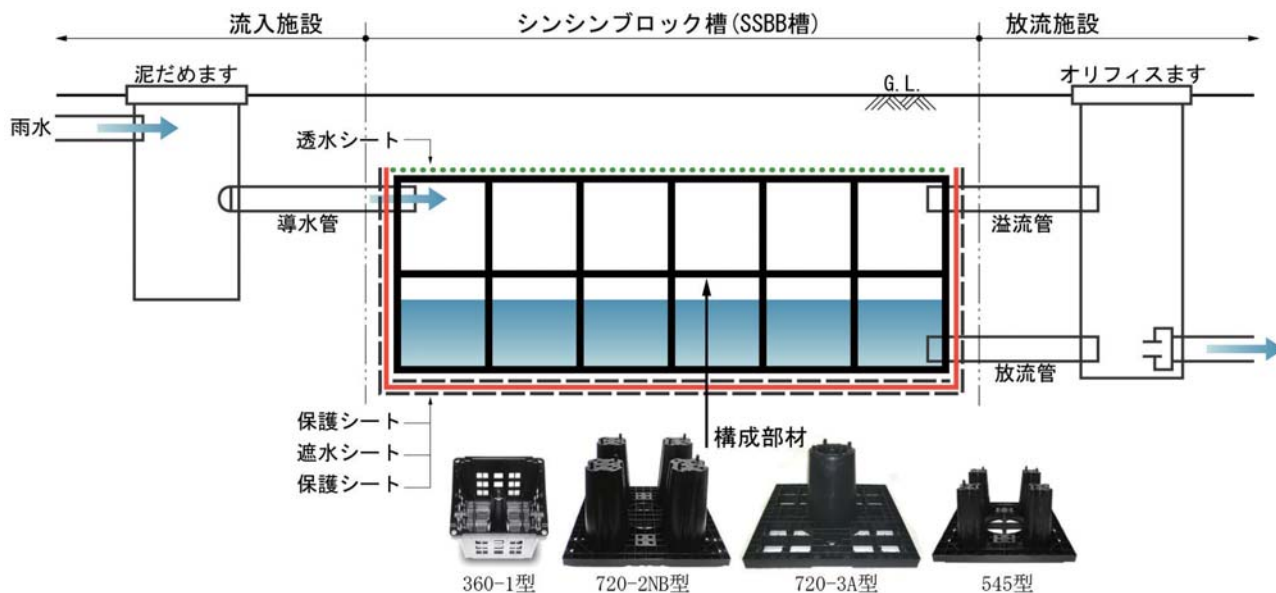 流入施設
シンシンブロック槽(SSBB槽)
放流施設
泥だめます
G.L.
オリフィスます
雨水
透水シート
導水管
溢流管
放流管
保護シート
遮水シート
保護シート
構成部材
360-1型
720-2NB型
720-3A型
545型